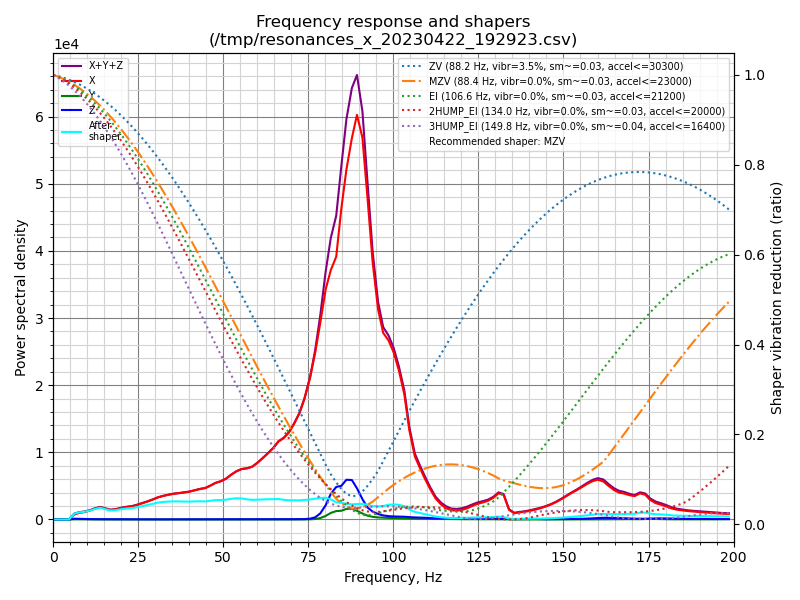 Frequency response and shapers
(/tmp/resonances_x_20230422_192923.csv)
1e4
X+Y+Z
X
Y
Z
After
shaper
ZV (88.2 Hz, vibr=3.5%, sm~=0.03, accel<=30300)
MZV (88.4 Hz, vibr=0.0%, sm~=0.03, accel<=23000)
EI (106.6 Hz, vibr=0.0%, sm~=0.03, accel<=21200)
2HUMP_EI (134.0 Hz, vibr=0.0%, sm~=0.03, accel<=20000)
3HUMP_EI (149.8 Hz, vibr=0.0%, sm~=0.04, accel<=16400)
Recommended shaper: MZV
Power spectral density
6
5
4
3
2
1
0
Shaper vibration reduction (ratio)
1.0
0.8
0.6
0.4
0.2
0.0
0 25 50 75 100 125 150 175 200
Frequency, Hz